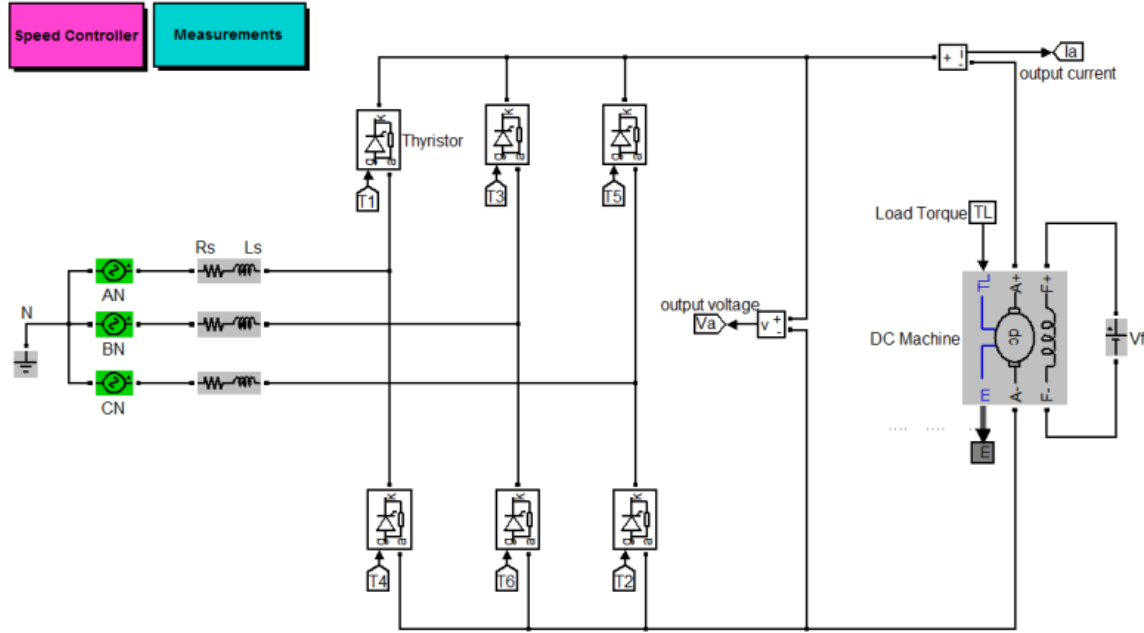 Speed Controller
Measurements
i
Ia
+
-
output current
k
k
k
Thyristor
g
a
g
a
g
a
T1
T3
T5
Load Torque
TL
Rs
Ls
AN
N
BN
CN
output voltage
Va
v
+
-
DC Machine
TL
A+
F+
dc
Vf
m
A-
F-
m
k
k
k
g
a
g
a
g
a
T4
T6
T2